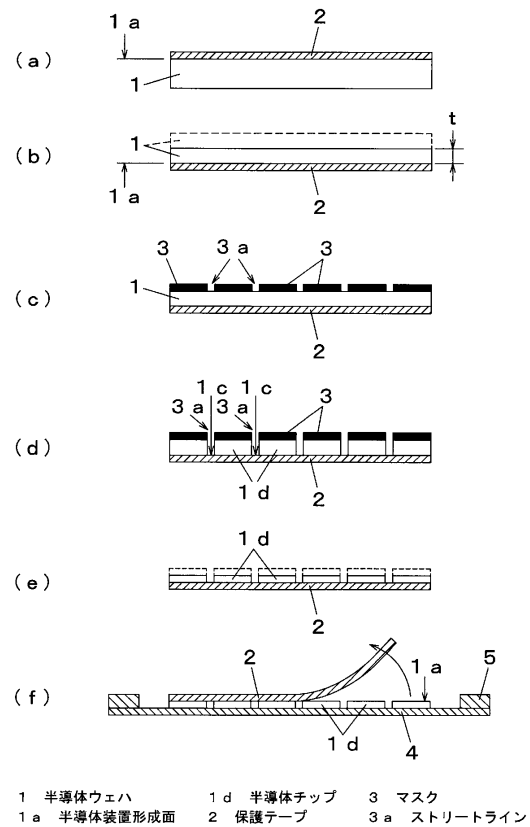 1 a
2
(a)
1
1
t
(b)
1 a
2
3
3 a
3
(c)
1
2
1 c
1 c
3 a
3 a
3
(d)
1 d
2
1 d
(e)
2
2
1 a
5
(f)
1 d
4
1 半導体ウェハ 1 d 半導体チップ 3 マスク
1 a 半導体装置形成面 2 保護テープ 3 a ストリートライン